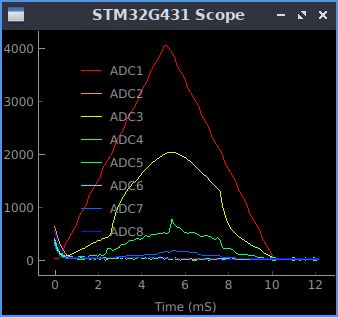 STM32G431 Scope
4000
3000
2000
1000
0
ADC1
ADC2
ADC3
ADC4
ADC5
ADC6
ADC7
ADC8
0 2 4 6 8 10 12
Time (mS)